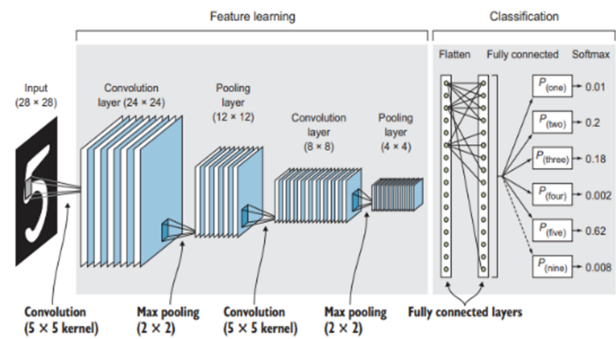 Feature learning
Classification
Input
(28 × 28)
Convolution
layer (24 × 24)
Pooling
layer
(12 × 12)
Convolution
layer
(8 × 8)
Pooling
layer
(4 × 4)
Flatten
Fully connected
Softmax
5
P(one)
0.01
P(two)
0.2
P(three)
0.18
P(four)
0.002
P(five)
0.62
P(nine)
0.008
Convolution
(5 × 5 kernel)
Max pooling
(2 × 2)
Convolution
(5 × 5 kernel)
Max pooling
(2 × 2)
Fully connected layers